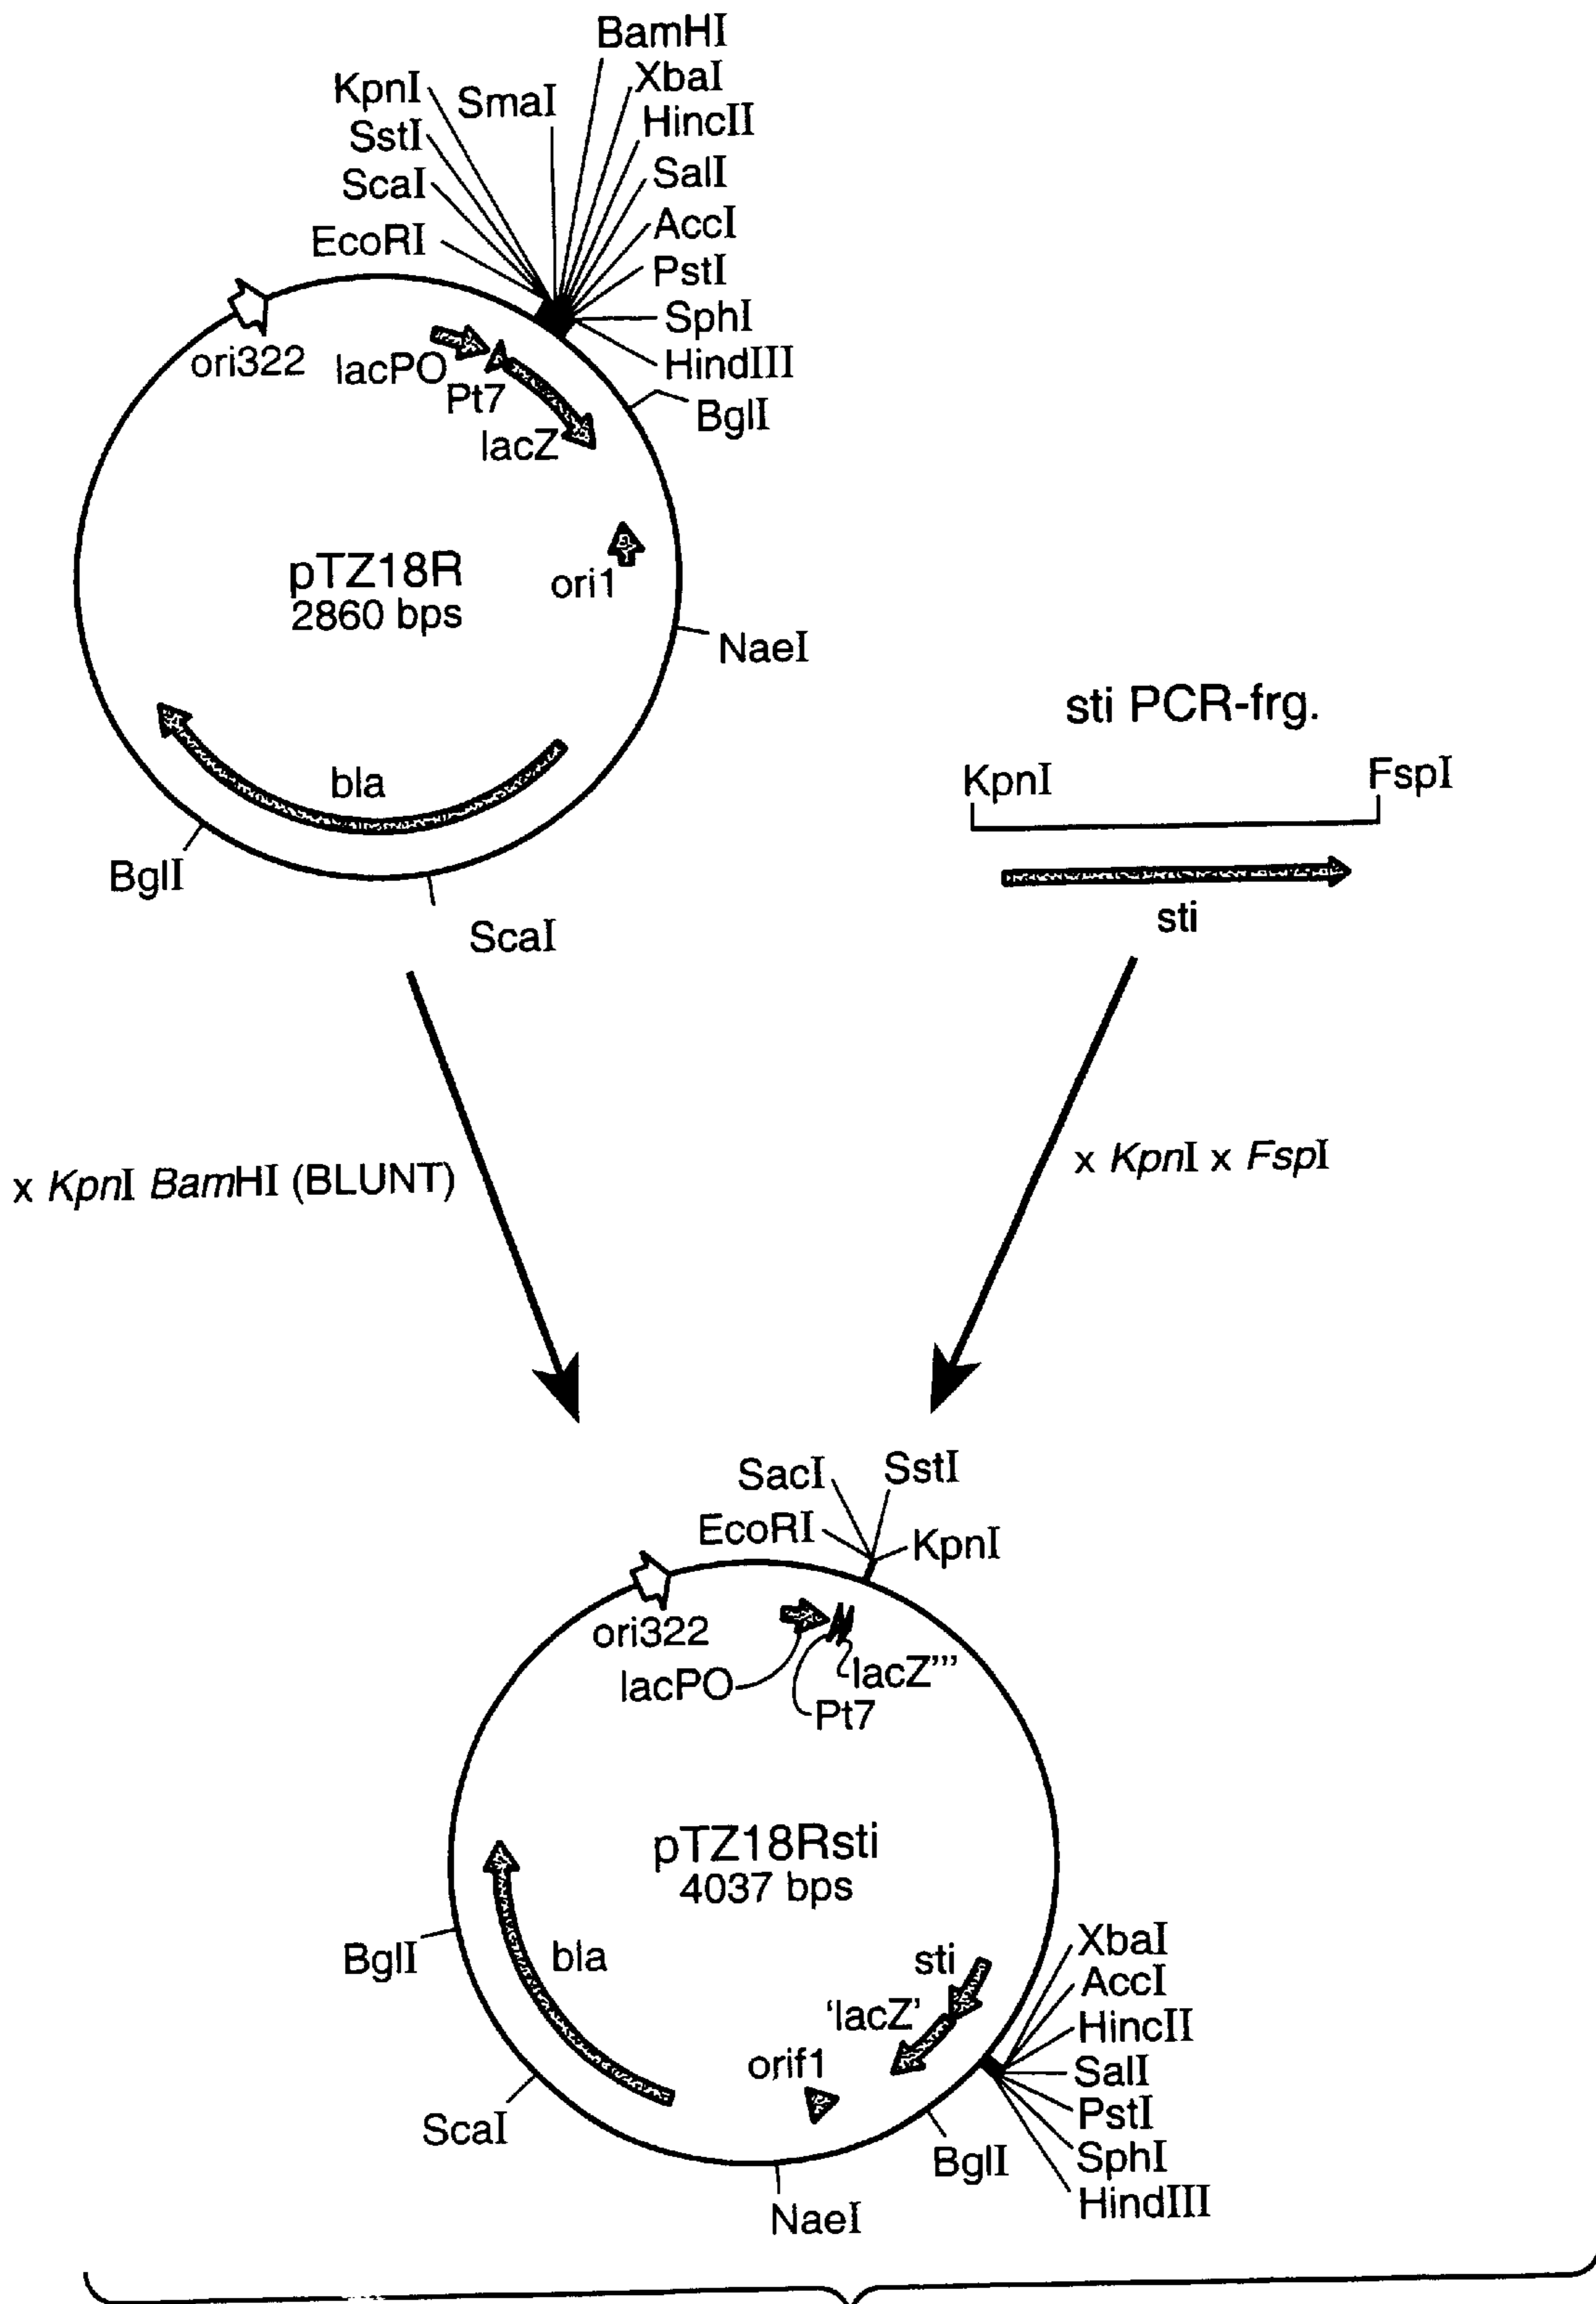 BamHI
KpnI
SmaI
XbaI
SstI
HincII
ScaI
SalI
EcoRI
AccI
PstI
SphI
HindIII
BglI
ori322
lacPO
Pt7
lacZ
pTZ18R
2860 bps
ori1
NaeI
bla
BglI
ScaI
sti PCR-frg.
KpnI
FspI
sti
x KpnI BamHI (BLUNT)
x KpnI x FspI
SacI
SstI
EcoRI
KpnI
ori322
lacPO
lacZ'''
Pt7
pTZ18Rsti
4037 bps
BglI
bla
sti
'lacZ'
orif1
XbaI
AccI
HincII
SalI
PstI
SphI
HindIII
ScaI
BglI
NaeI